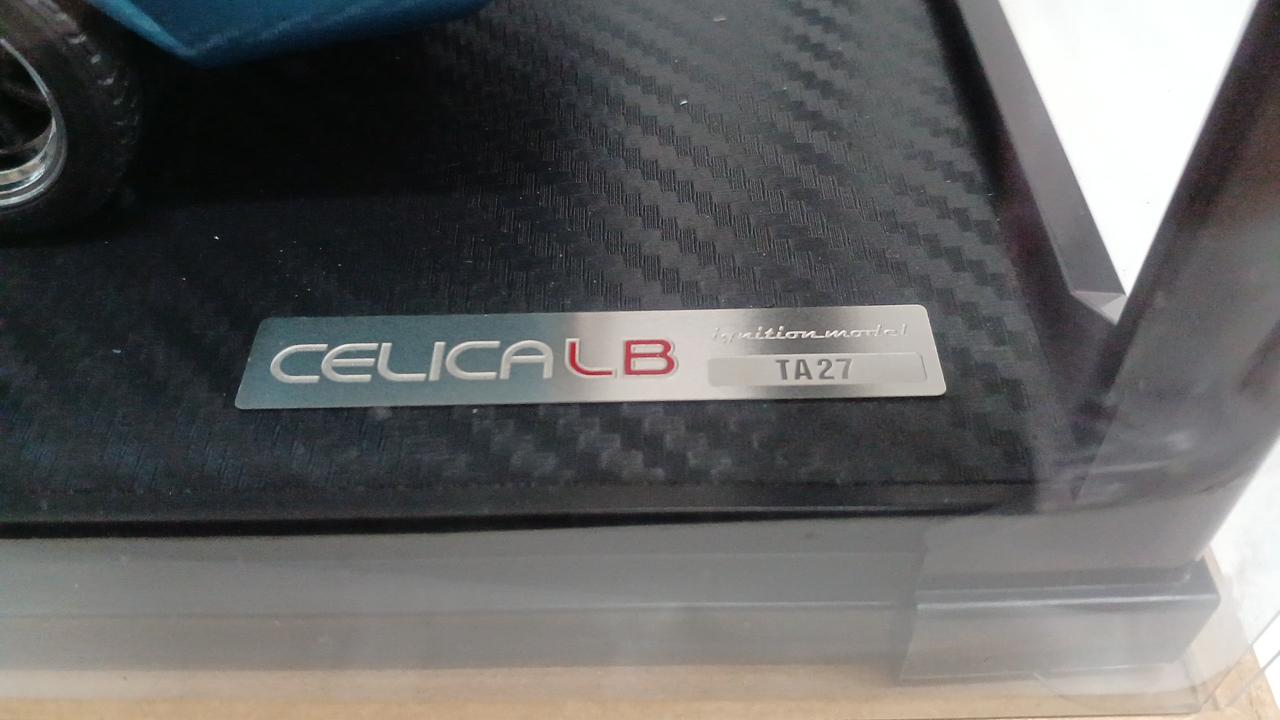 CELICA LB
ignition model
TA27